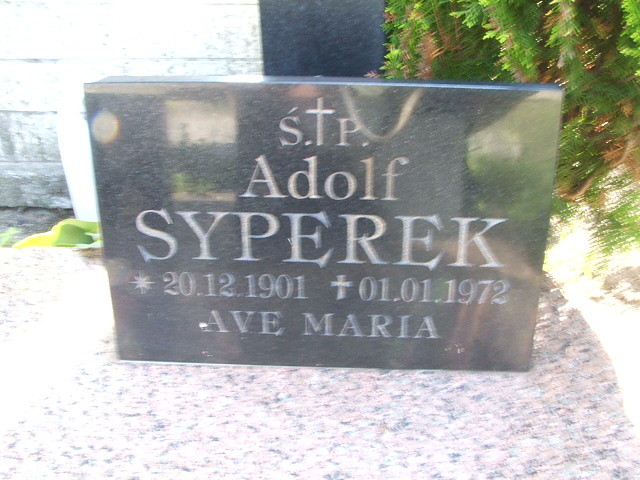 Ś.†P.
Adolf
SYPEREK
* 20.12.1901 † 01.01.1972
AVE MARIA